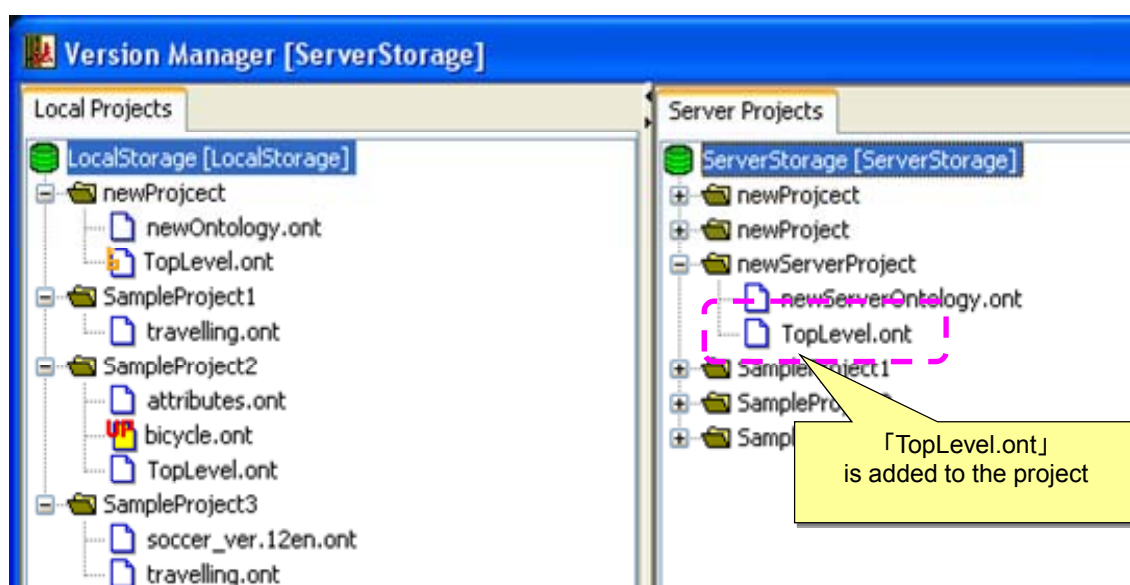 Version Manager [ServerStorage]
Local Projects
LocalStorage [LocalStorage]
newProjcect
newOntology.ont
TopLevel.ont
SampleProject1
travelling.ont
SampleProject2
attributes.ont
UP
bicycle.ont
TopLevel.ont
SampleProject3
soccer_ver.12en.ont
travelling.ont
Server Projects
ServerStorage [ServerStorage]
newProjcect
newProject
newServerProject
newServerOntology.ont
TopLevel.ont
SampleProject1
「TopLevel.ont」
is added to the project